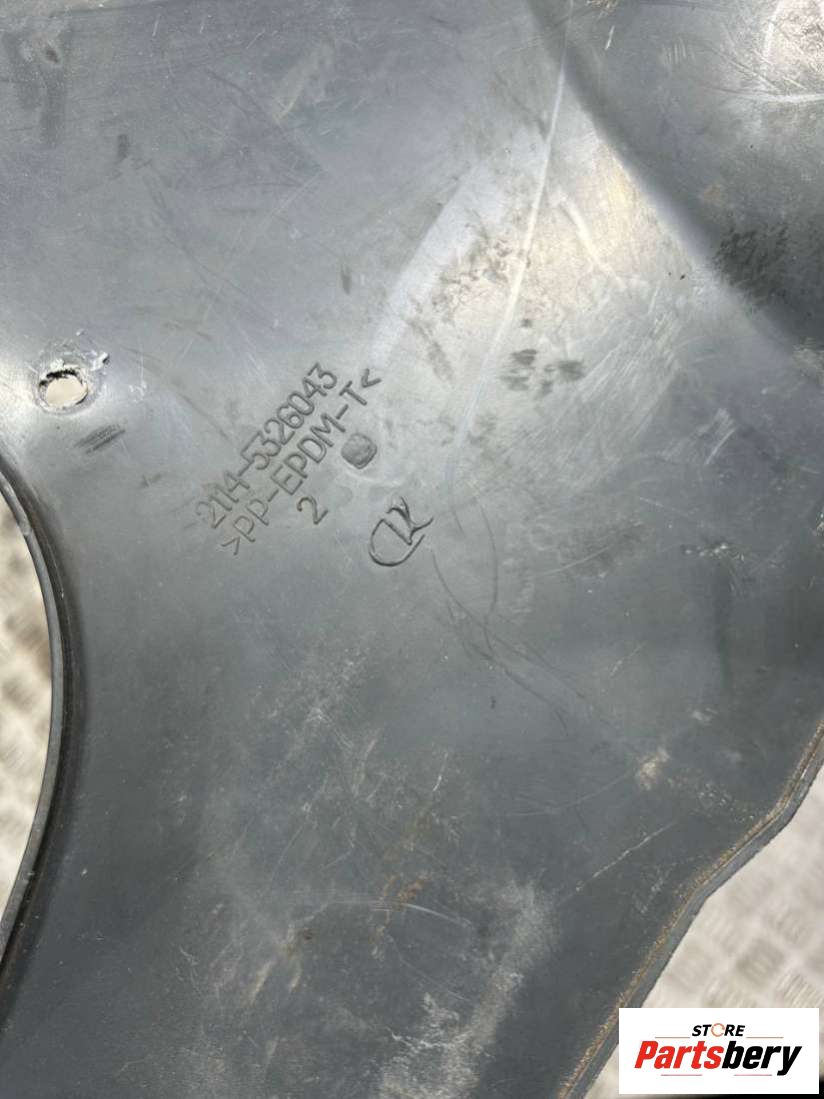 2114-5326043
>PP-EPDM-T<
2
STORE
Partsbery